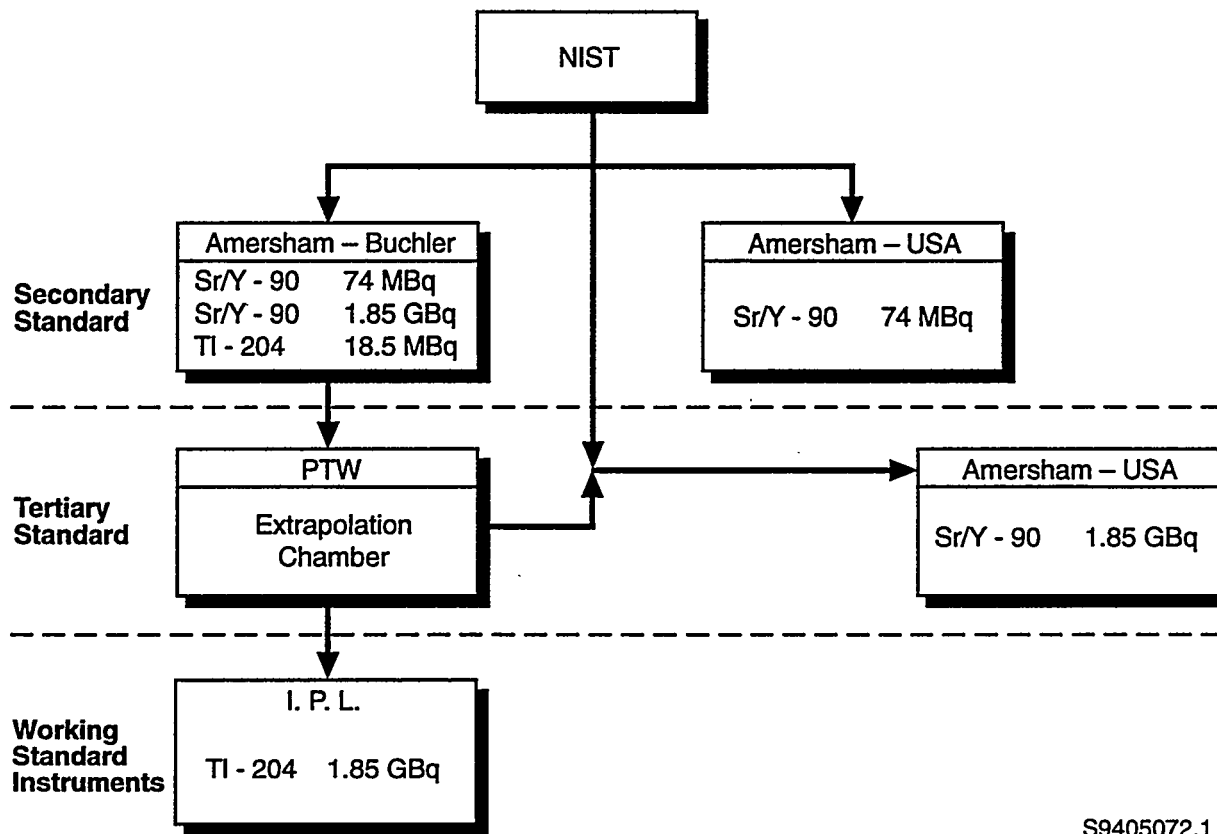 NIST
Amersham – Buchler
Sr/Y - 90 74 MBq
Sr/Y - 90 1.85 GBq
Tl - 204 18.5 MBq
Amersham – USA
Sr/Y - 90 74 MBq
Secondary
Standard
PTW
Extrapolation
Chamber
Amersham – USA
Sr/Y - 90 1.85 GBq
Tertiary
Standard
I. P. L.
Tl - 204 1.85 GBq
Working
Standard
Instruments
S9405072.1